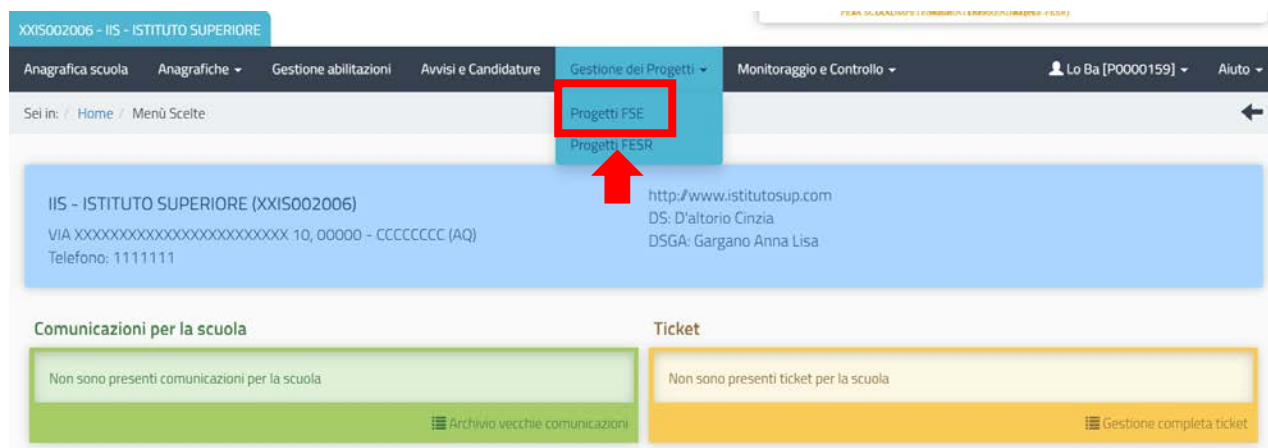 XXIS002006 - IIS - ISTITUTO SUPERIORE
Anagrafica scuola Anagrafiche Gestione abilitazioni Avvisi e Candidature Gestione dei Progetti Monitoraggio e Controllo Lo Ba [P0000159] Aiuto
Sei in: / Home / Menù Scelte
Progetti FSE
Progetti FESR
IIS - ISTITUTO SUPERIORE (XXIS002006)
VIA XXXXXXXXXXXXXXXXXXXXXXXX 10, 00000 - CCCCCCCC (AQ)
Telefono: 1111111
http://www.istitutosup.com
DS: D'altorio Cinzia
DSGA: Gargano Anna Lisa
Comunicazioni per la scuola
Non sono presenti comunicazioni per la scuola
Archivio vecchie comunicazioni
Ticket
Non sono presenti ticket per la scuola
Gestione completa ticket